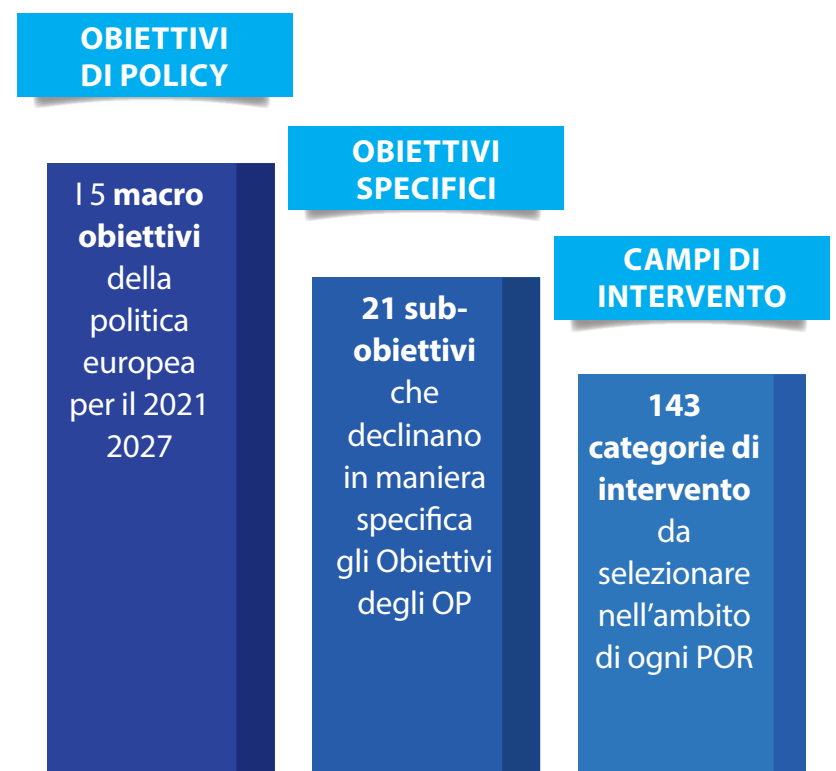 OBIETTIVI
DI POLICY
I 5 macro
obiettivi
della
politica
europea
per il 2021
2027
OBIETTIVI
SPECIFICI
21 sub-
obiettivi
che
declinano
in maniera
specifica
gli Obiettivi
degli OP
CAMPI DI
INTERVENTO
143
categorie di
intervento
da
selezionare
nell’ambito
di ogni POR